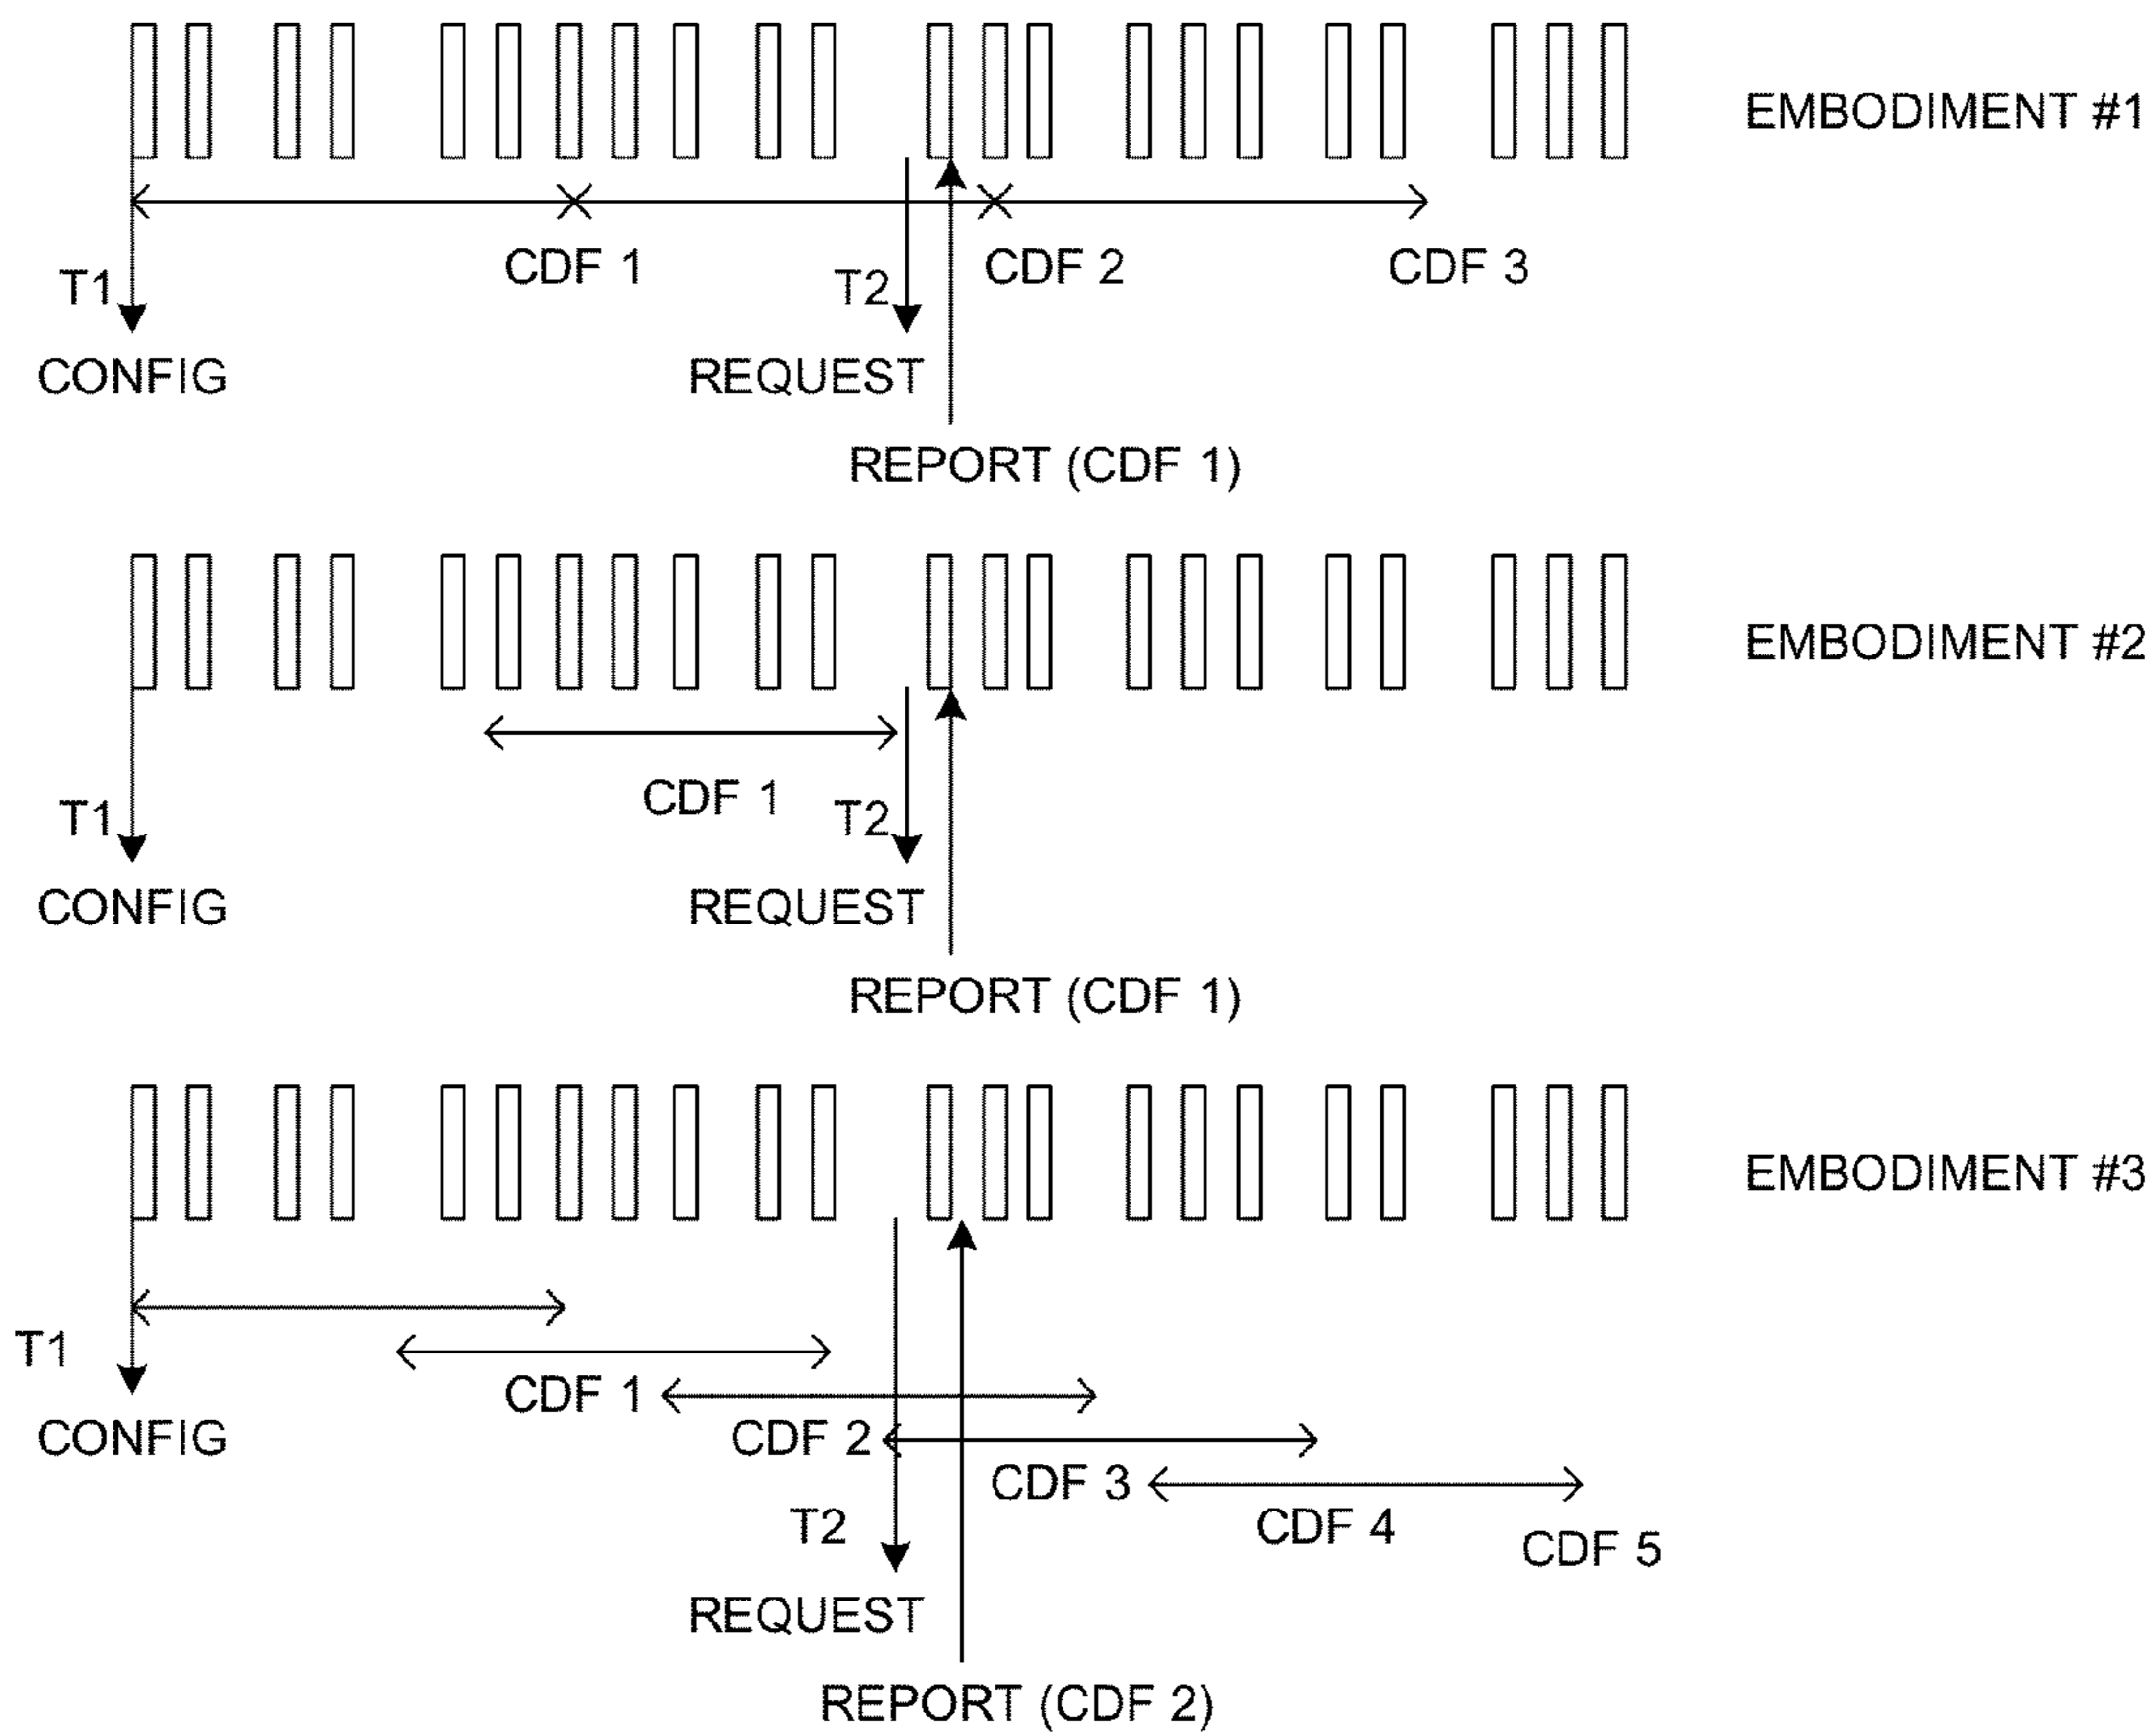 EMBODIMENT #1
CDF 1
CDF 2
CDF 3
T1
T2
CONFIG
REQUEST
REPORT (CDF 1)
EMBODIMENT #2
CDF 1
T1
T2
CONFIG
REQUEST
REPORT (CDF 1)
EMBODIMENT #3
T1
CDF 1
CONFIG
CDF 2
CDF 3
T2
CDF 4
CDF 5
REQUEST
REPORT (CDF 2)